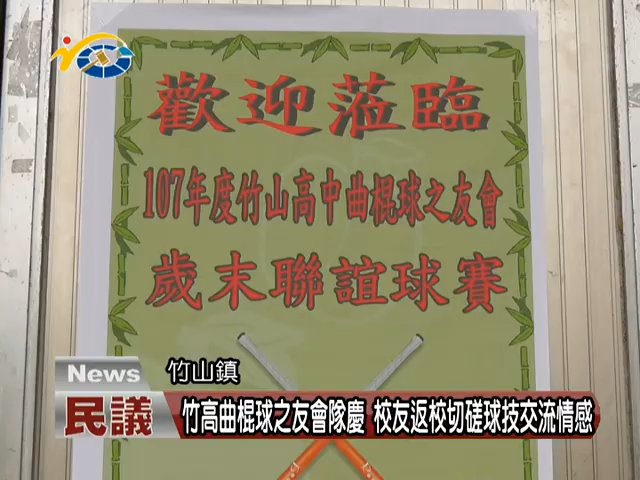 歡迎蒞臨
107年度竹山高中曲棍球之友會
歲末聯誼球賽
News
竹山鎮
民議
竹高曲棍球之友會隊慶 校友返校切磋球技交流情感